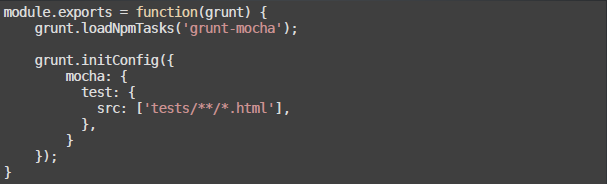 module.exports = function(grunt) {
    grunt.loadNpmTasks('grunt-mocha');

    grunt.initConfig({
        mocha: {
          test: {
            src: ['tests/**/*.html'],
          },
        }
    });
}